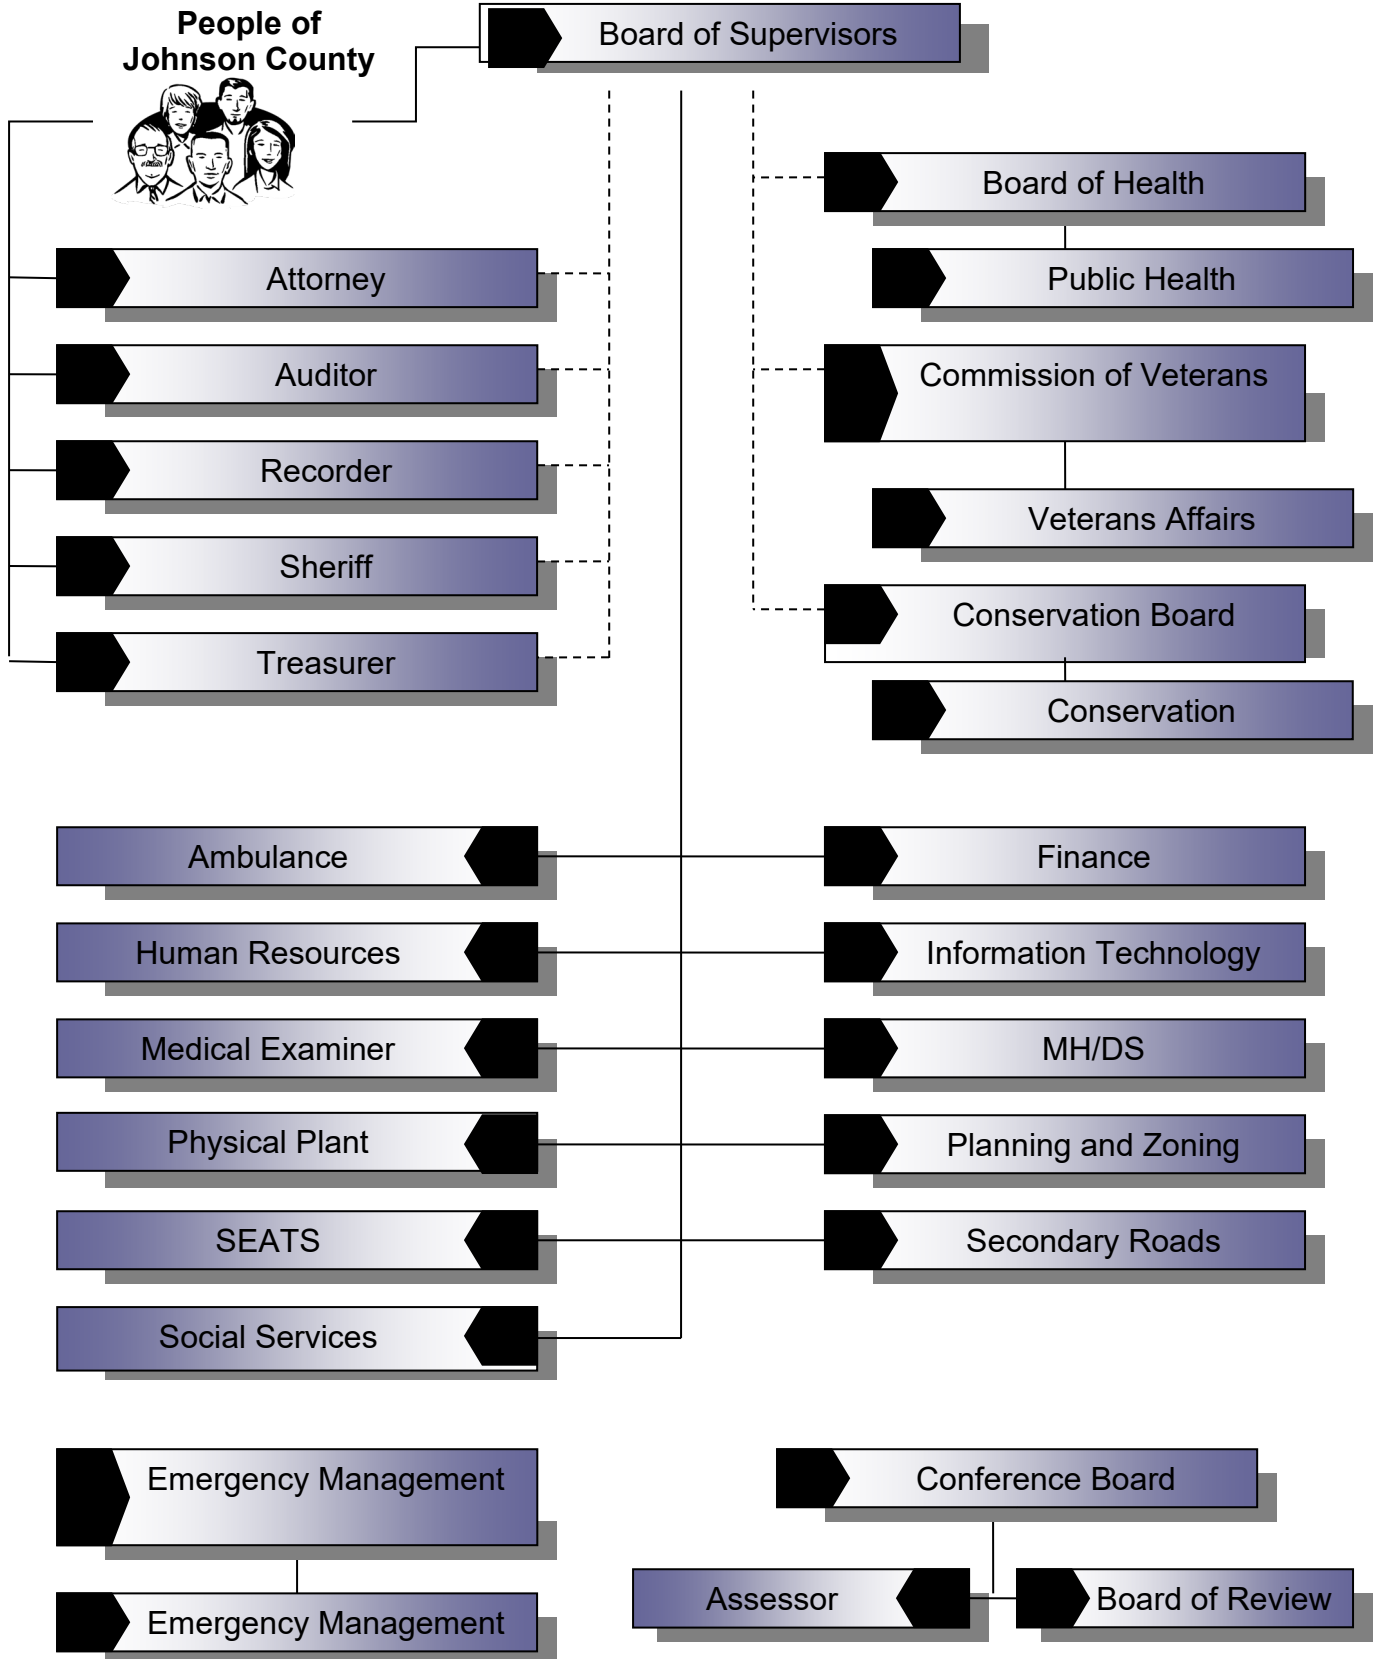 People of
Johnson County
Board of Supervisors
Board of Health
Attorney
Public Health
Auditor
Commission of Veterans
Recorder
Veterans Affairs
Sheriff
Conservation Board
Treasurer
Conservation
Ambulance
Finance
Human Resources
Information Technology
Medical Examiner
MH/DS
Physical Plant
Planning and Zoning
SEATS
Secondary Roads
Social Services
Emergency Management
Conference Board
Emergency Management
Assessor
Board of Review